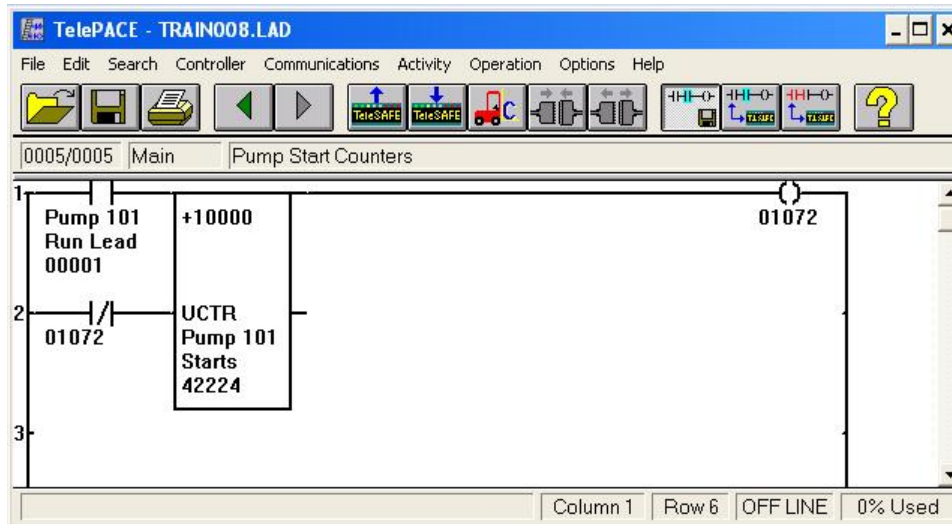 TelePACE - TRAIN008.LAD
File Edit Search Controller Communications Activity Operation Options Help
TeleSAFE TeleSAFE C TASAFE TASAFE ?
0005/0005 Main Pump Start Counters
1
Pump 101
Run Lead
00001
+10000
01072
2
01072
UCTR
Pump 101
Starts
42224
3
Column 1 Row 6 OFF LINE 0% Used